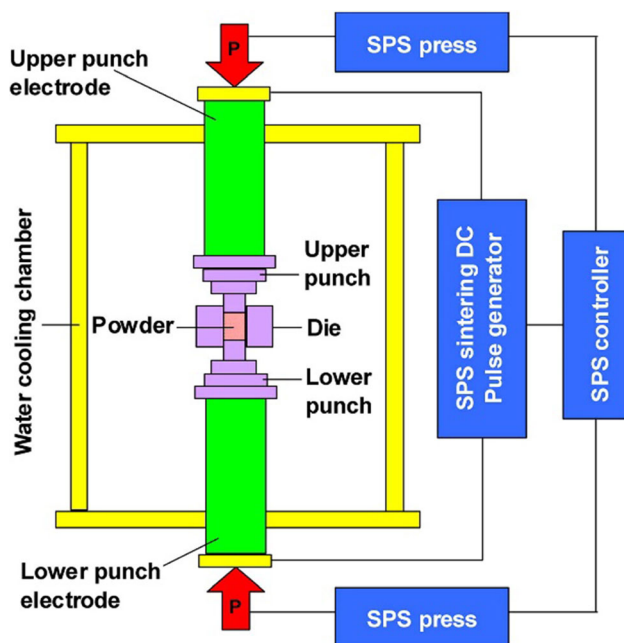 P
SPS press
Upper punch
electrode
Water cooling chamber
Upper
punch
Powder
Die
Lower
punch
SPS sintering DC
Pulse generator
SPS controller
Lower punch
electrode
P
SPS press